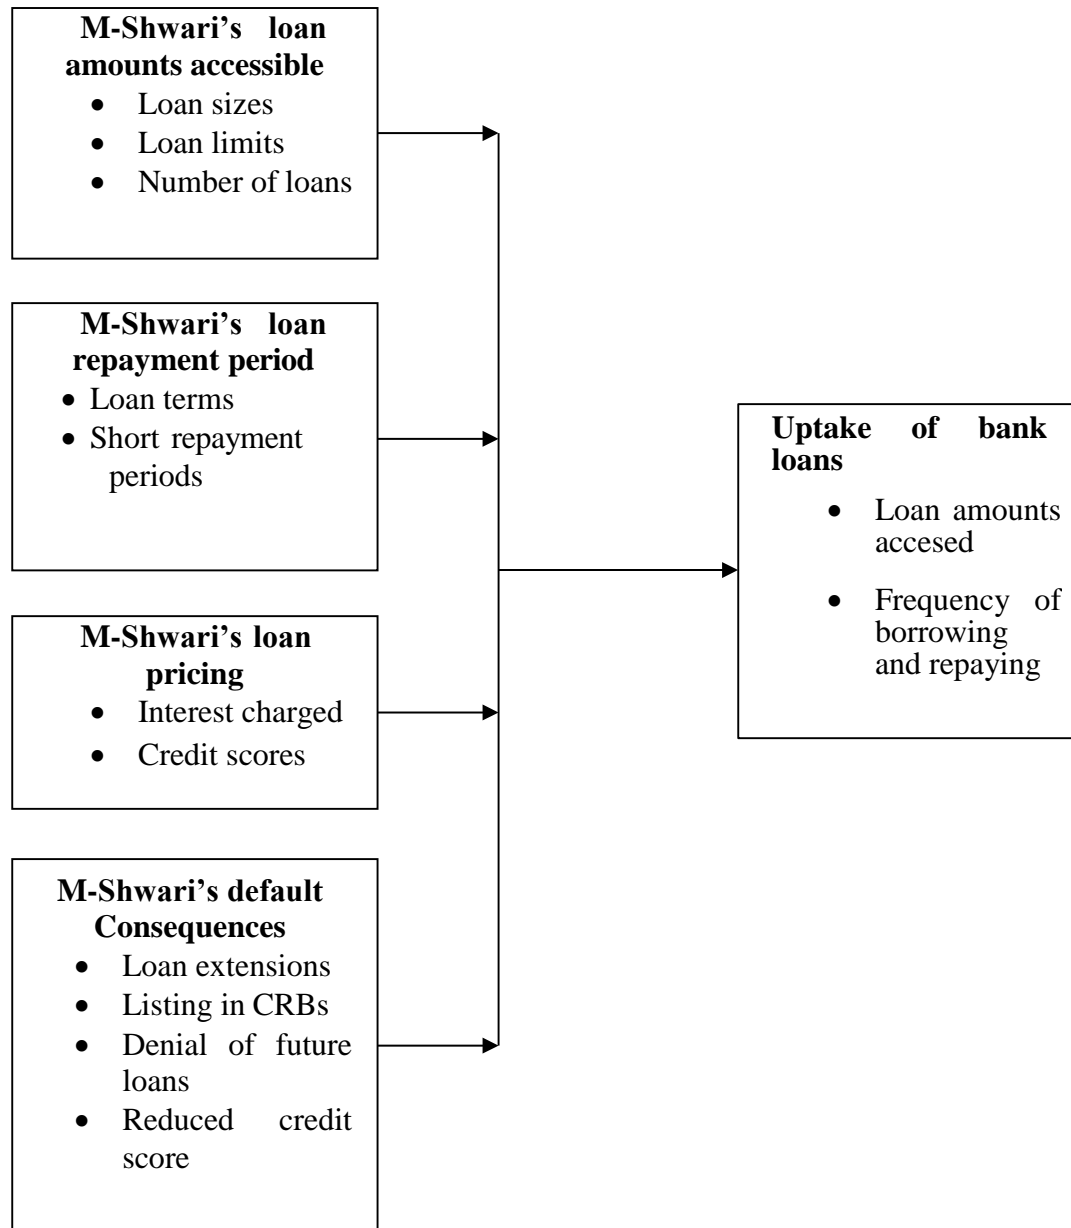 M-Shwari's loan
amounts accessible
• Loan sizes
• Loan limits
• Number of loans
M-Shwari's loan
repayment period
• Loan terms
• Short repayment
periods
M-Shwari's loan
pricing
• Interest charged
• Credit scores
M-Shwari's default
Consequences
• Loan extensions
• Listing in CRBs
• Denial of future
loans
• Reduced credit
score
Uptake of bank
loans
• Loan amounts
accesed
• Frequency of
borrowing
and repaying